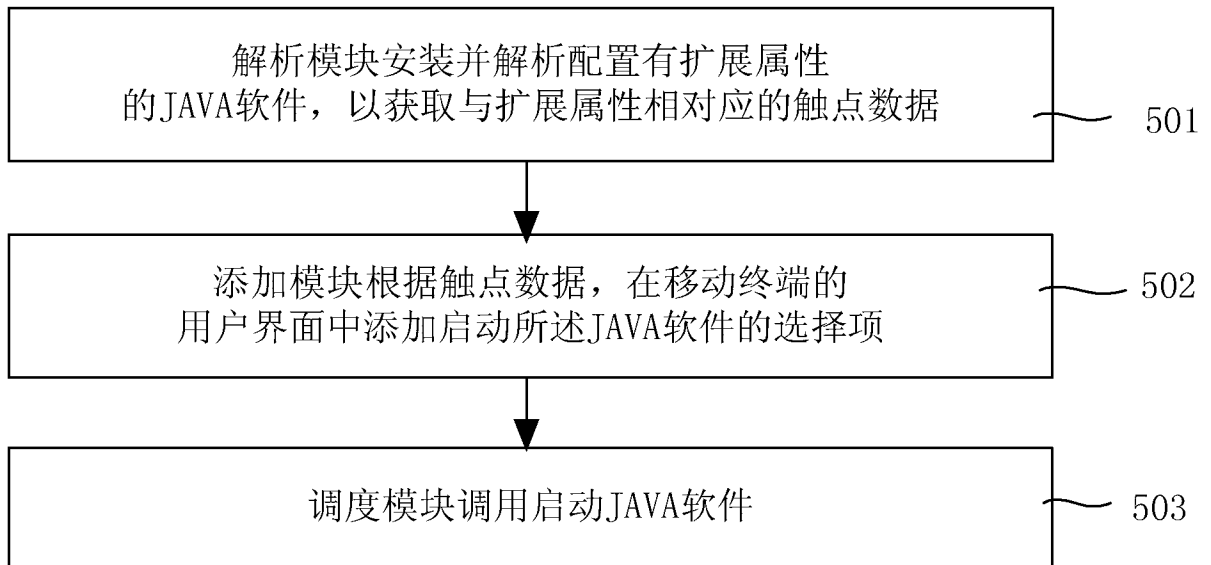 解析模块安装并解析配置有扩展属性
的JAVA软件，以获取与扩展属性相对应的触点数据
501
添加模块根据触点数据，在移动终端的
用户界面中添加启动所述JAVA软件的选择项
502
调度模块调用启动JAVA软件
503